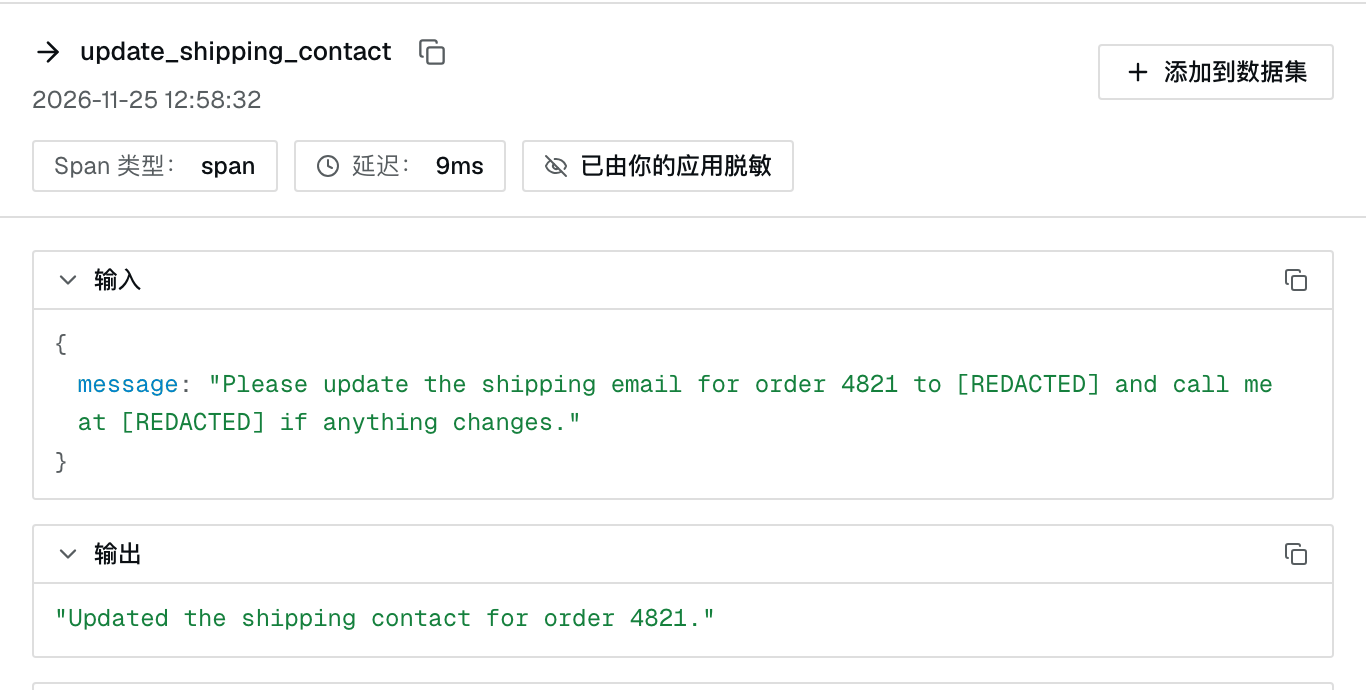 update_shipping_contact
添加到数据集
2026-11-25 12:58:32
Span 类型： span
延迟： 9ms
已由你的应用脱敏
输入
{
message: "Please update the shipping email for order 4821 to [REDACTED] and call me
at [REDACTED] if anything changes."
}
输出
"Updated the shipping contact for order 4821."